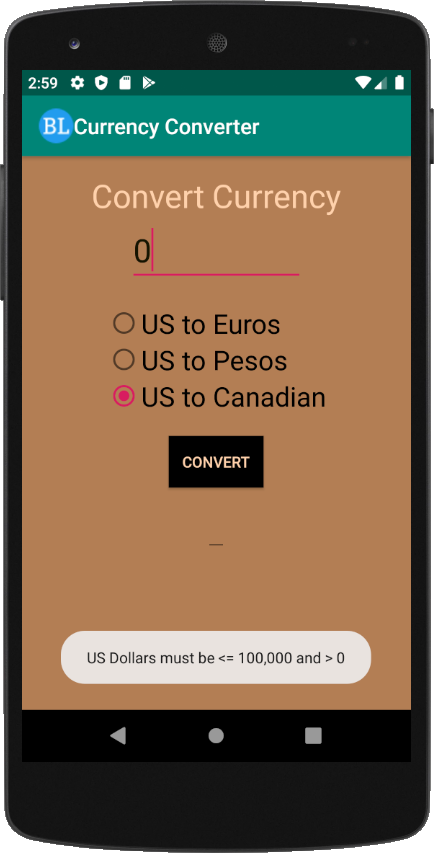 2:59
BL Currency Converter
Convert Currency
0
US to Euros
US to Pesos
US to Canadian
CONVERT
US Dollars must be <= 100,000 and > 0